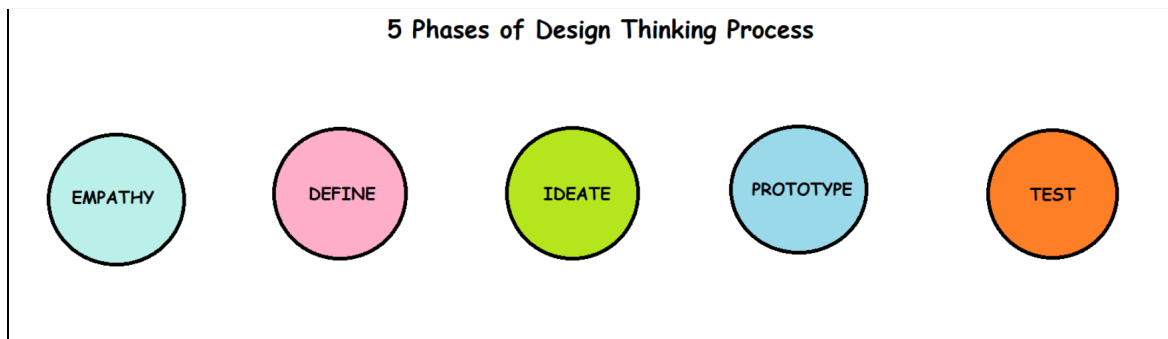 5 Phases of Design Thinking Process
EMPATHY
DEFINE
IDEATE
PROTOTYPE
TEST